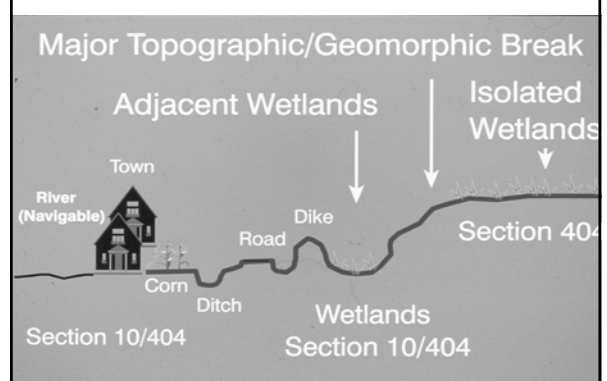 Major Topographic/Geomorphic Break
Adjacent Wetlands
Isolated
Wetlands
Town
River
(Navigable)
Dike
Road
Section 404
Corn
Ditch
Wetlands
Section 10/404
Section 10/404